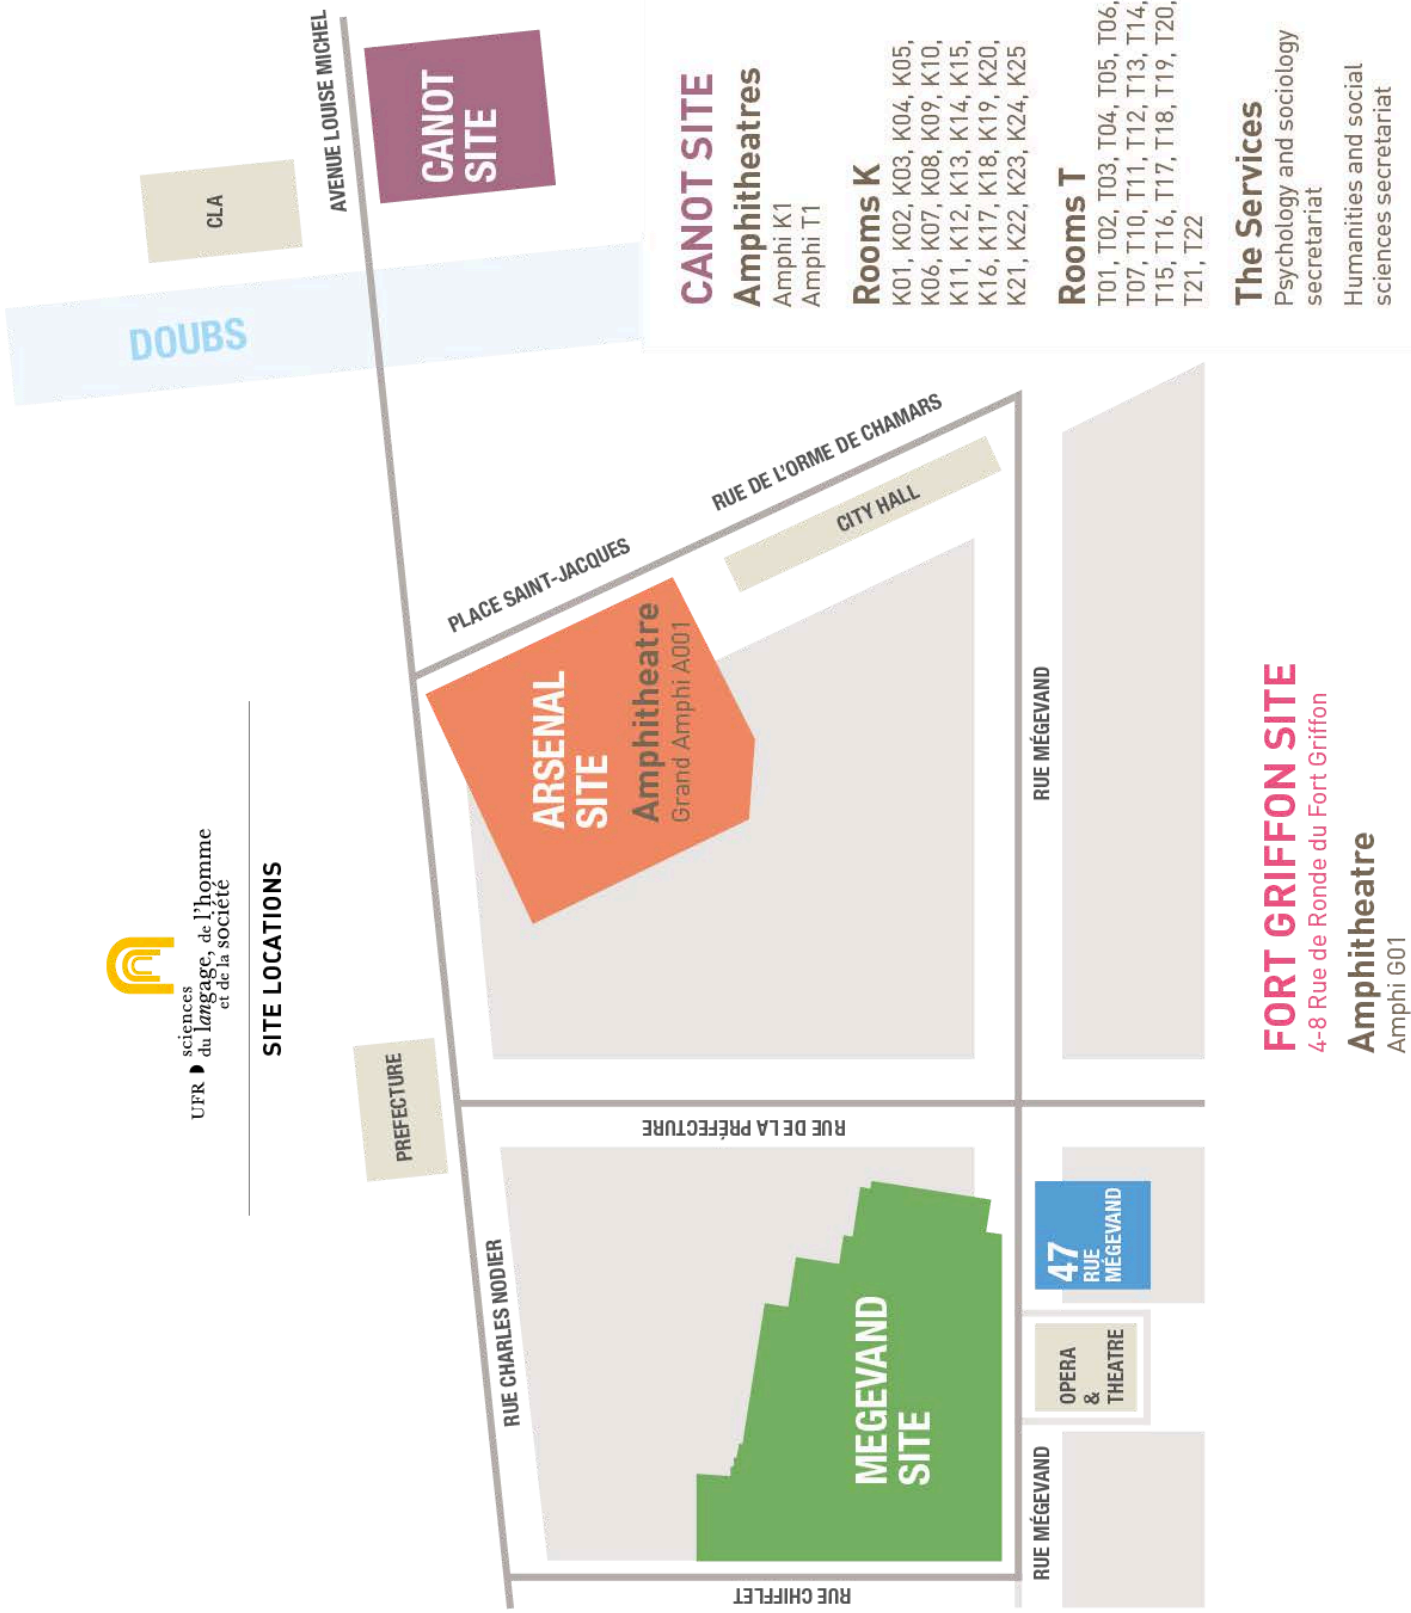 UFR sciences
du langage, de l'homme
et de la société
SITE LOCATIONS
PREFECTURE
CLA
DOUBS
AVENUE LOUISE MICHEL
CANOT
SITE
RUE CHARLES NODIER
PLACE SAINT-JACQUES
RUE DE L'ORME DE CHAMARS
CITY HALL
ARSENAL
SITE
Amphitheatre
Grand Amphi A001
RUE DE LA PRÉFECTURE
RUE CHIFFLET
MEGEVAND
SITE
RUE MÉGEVAND
RUE MÉGEVAND
OPERA
&
THEATRE
47
RUE
MÉGEVAND
CANOT SITE
Amphitheatres
Amphi K1
Amphi T1
Rooms K
K01, K02, K03, K04, K05,
K06, K07, K08, K09, K10,
K11, K12, K13, K14, K15,
K16, K17, K18, K19, K20,
K21, K22, K23, K24, K25
Rooms T
T01, T02, T03, T04, T05, T06,
T07, T10, T11, T12, T13, T14,
T15, T16, T17, T18, T19, T20,
T21, T22
The Services
Psychology and sociology
secretariat
Humanities and social
sciences secretariat
FORT GRIFFON SITE
4-8 Rue de Ronde du Fort Griffon
Amphitheatre
Amphi G01